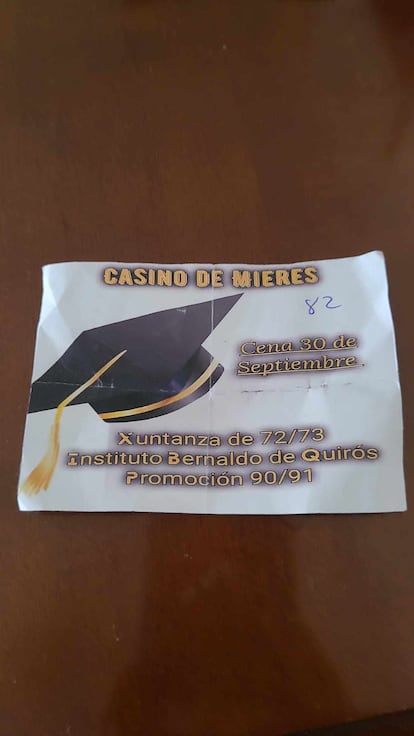 CASINO DE MIERES
82
Cena 30 de
Septiembre.
Xuntanza de 72/73
Instituto Bernaldo de Quirós
Promoción 90/91